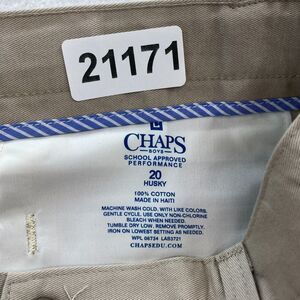 21171
CHAPS
BOYS
SCHOOL APPROVED
PERFORMANCE
20
HUSKY
100% COTTON
MADE IN HAITI
MACHINE WASH COLD. WITH LIKE COLORS.
GENTLE CYCLE. USE ONLY NON-CHLORINE
BLEACH WHEN NEEDED.
TUMBLE DRY LOW. REMOVE PROMPTLY.
IRON ON LOWEST SETTING AS NEEDED.
WPL 06734 LAB3721
CHAPSEDU.COM